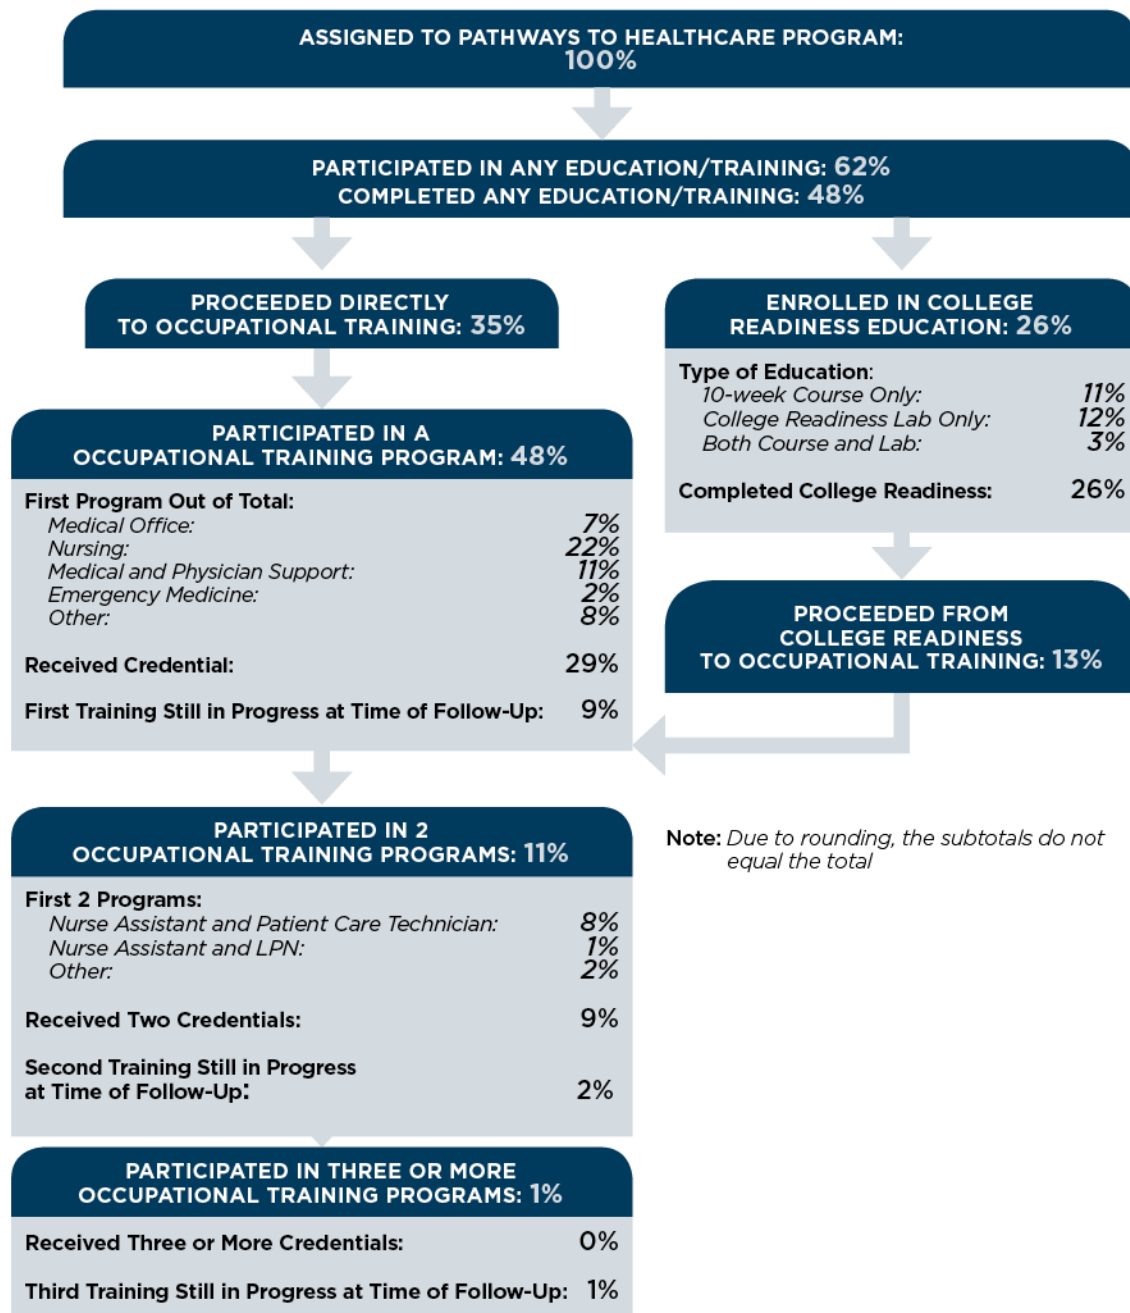 ASSIGNED TO PATHWAYS TO HEALTHCARE PROGRAM:
100%
PARTICIPATED IN ANY EDUCATION/TRAINING: 62%
COMPLETED ANY EDUCATION/TRAINING: 48%
PROCEEDED DIRECTLY
TO OCCUPATIONAL TRAINING: 35%
PARTICIPATED IN A
OCCUPATIONAL TRAINING PROGRAM: 48%
First Program Out of Total:
Medical Office: 7%
Nursing: 22%
Medical and Physician Support: 11%
Emergency Medicine: 2%
Other: 8%
Received Credential: 29%
First Training Still in Progress at Time of Follow-Up: 9%
ENROLLED IN COLLEGE
READINESS EDUCATION: 26%
Type of Education:
10-week Course Only: 11%
College Readiness Lab Only: 12%
Both Course and Lab: 3%
Completed College Readiness: 26%
PROCEEDED FROM
COLLEGE READINESS
TO OCCUPATIONAL TRAINING: 13%
PARTICIPATED IN 2
OCCUPATIONAL TRAINING PROGRAMS: 11%
First 2 Programs:
Nurse Assistant and Patient Care Technician: 8%
Nurse Assistant and LPN: 1%
Other: 2%
Received Two Credentials: 9%
Second Training Still in Progress
at Time of Follow-Up: 2%
Note: Due to rounding, the subtotals do not
equal the total
PARTICIPATED IN THREE OR MORE
OCCUPATIONAL TRAINING PROGRAMS: 1%
Received Three or More Credentials: 0%
Third Training Still in Progress at Time of Follow-Up: 1%